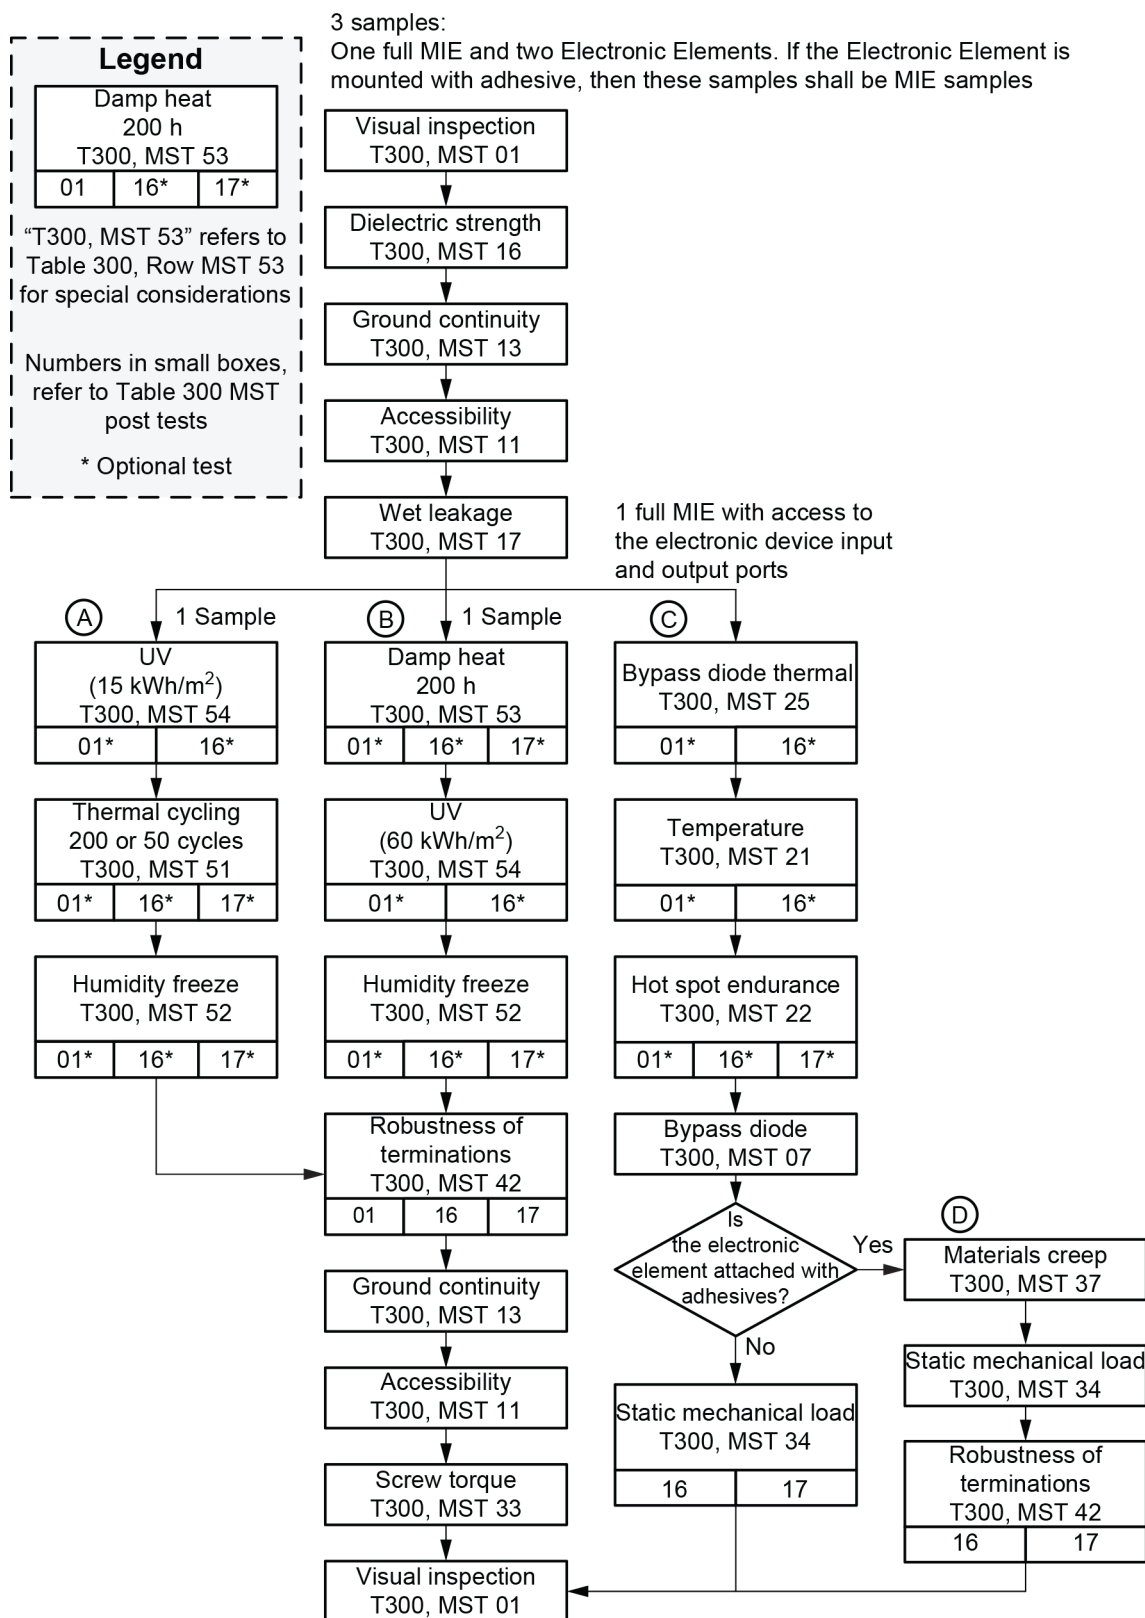 3 samples:
One full MIE and two Electronic Elements. If the Electronic Element is
mounted with adhesive, then these samples shall be MIE samples
Legend
Damp heat
200 h
T300, MST 53
01 16* 17*
“T300, MST 53” refers to
Table 300, Row MST 53
for special considerations
Numbers in small boxes,
refer to Table 300 MST
post tests
* Optional test
Visual inspection
T300, MST 01
Dielectric strength
T300, MST 16
Ground continuity
T300, MST 13
Accessibility
T300, MST 11
Wet leakage
T300, MST 17
1 full MIE with access to
the electronic device input
and output ports
A
1 Sample
UV
(15 kWh/m²)
T300, MST 54
01* 16*
Thermal cycling
200 or 50 cycles
T300, MST 51
01* 16* 17*
Humidity freeze
T300, MST 52
01* 16* 17*
B
1 Sample
Damp heat
200 h
T300, MST 53
01* 16* 17*
UV
(60 kWh/m²)
T300, MST 54
01* 16*
Humidity freeze
T300, MST 52
01* 16* 17*
Robustness of
terminations
T300, MST 42
01 16 17
Ground continuity
T300, MST 13
Accessibility
T300, MST 11
Screw torque
T300, MST 33
Visual inspection
T300, MST 01
C
Bypass diode thermal
T300, MST 25
01* 16*
Temperature
T300, MST 21
01* 16*
Hot spot endurance
T300, MST 22
01* 16* 17*
Bypass diode
T300, MST 07
Is
the electronic
element attached with
adhesives?
Yes
No
Static mechanical load
T300, MST 34
16 17
D
Materials creep
T300, MST 37
Static mechanical load
T300, MST 34
Robustness of
terminations
T300, MST 42
16 17